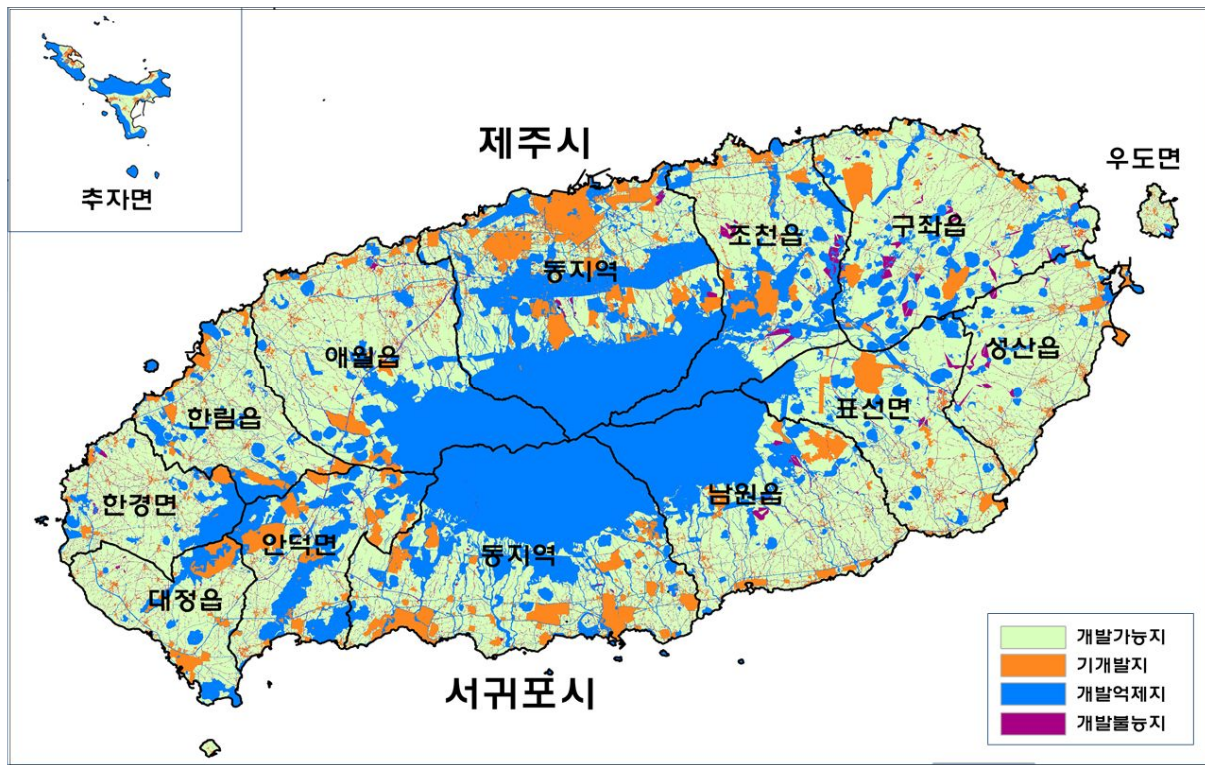 추자면
제주시
우도면
조천읍
구좌읍
동지역
애월읍
성산읍
한림읍
표선면
한경면
남원읍
안덕면
동지역
대정읍
서귀포시
개발가능지
기개발지
개발억제지
개발불능지